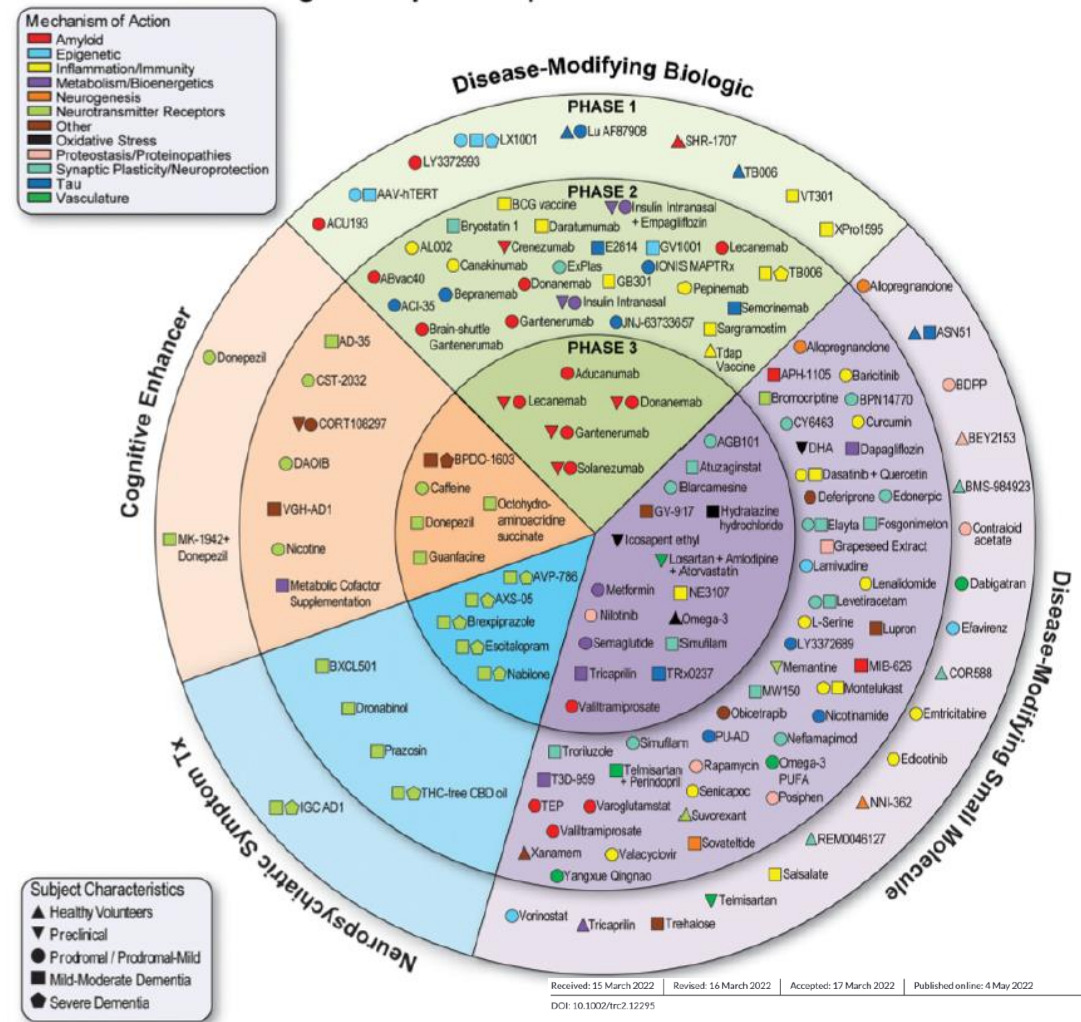 Mechanism of Action
Amyloid
Epigenetic
Inflammation/Immunity
Metabolism/Bioenergetics
Neurogenesis
Neurotransmitter Receptors
Other
Oxidative Stress
Proteostasis/Proteinopathies
Synaptic Plasticity/Neuroprotection
Tau
Vasculature
Disease-Modifying Biologic
PHASE 1
LX1001
Lu AF87908
SHR-1707
LY3372993
TB006
AAV-hTERT
VT301
ACU193
XPro1595
PHASE 2
BCG vaccine
Insulin Intranasal
+ Empagliflozin
Bryostatin 1
Daratumumab
AL002
Crenezumab
E2814
GV1001
Lecanemab
Canakinumab
ExPlas
IONIS MAPTRx
TB006
ABvac40
Donanemab
GB301
Pepinemab
Bepranemab
ACI-35
Insulin Intranasal
Semorinemab
Brain-shuttle
Gantenerumab
Gantenerumab
JNJ-63733657
Sargramostim
Tdap
Vaccine
PHASE 3
Aducanumab
Lecanemab
Donanemab
Gantenerumab
Solanezumab
Cognitive Enhancer
Donepezil
MK-1942+
Donepezil
AD-35
CST-2032
CORT108297
DAOIB
VGH-AD1
Nicotine
Metabolic Cofactor
Supplementation
BPDO-1603
Caffeine
Octohydro-
aminoacridine
succinate
Donepezil
Guanfacine
Neuropsychiatric Symptom Tx
AVP-786
AXS-05
Brexpiprazole
Escitalopram
Nabilone
BXCL501
Dronabinol
Prazosin
THC-free CBD oil
IGC AD1
Disease-Modifying Small Molecule
AGB101
Atuzaginstat
Blarcamesine
GY-917
Hydralazine
hydrochloride
Icosapent ethyl
Losartan + Amlodipine
+ Atorvastatin
Metformin
NE3107
Nilotinib
Omega-3
Semaglutide
Simufilam
Tricaprilin
TRx0237
Valiltramiprosate
Allopregnanolone
APH-1105
Baricitinib
Bromocriptine
BPN14770
CY6463
Curcumin
DHA
Dapagliflozin
Dasatinib + Quercetin
Deferiprone
Edonerpic
Elayta
Fosgonimeton
Grapeseed Extract
Lamivudine
Lenalidomide
Levetiracetam
L-Serine
Lupron
LY3372689
Memantine
MIB-626
MW150
Montelukast
Obicetrapib
Nicotinamide
Simufilam
PU-AD
Neflamapimod
Troriluzole
Telmisartan
+ Perindopril
Rapamycin
Omega-3
PUFA
T3D-959
Senicapoc
Posiphen
TEP
Varoglutamstat
Suvorexant
Valiltramiprosate
Sovateltide
Xanamem
Valacyclovir
Yangxue Qingnao
Allopregnanolone
ASN51
BDPP
BEY2153
BMS-984923
Contraloid
acetate
Dabigatran
Efavirenz
COR588
Emtricitabine
Edicotinib
NNI-362
REM0046127
Salsalate
Telmisartan
Vorinostat
Tricaprilin
Trehalose
Subject Characteristics
Healthy Volunteers
Preclinical
Prodromal / Prodromal-Mild
Mild-Moderate Dementia
Severe Dementia
Received: 15 March 2022 | Revised: 16 March 2022 | Accepted: 17 March 2022 | Published online: 4 May 2022
DOI: 10.1002/trc2.12295